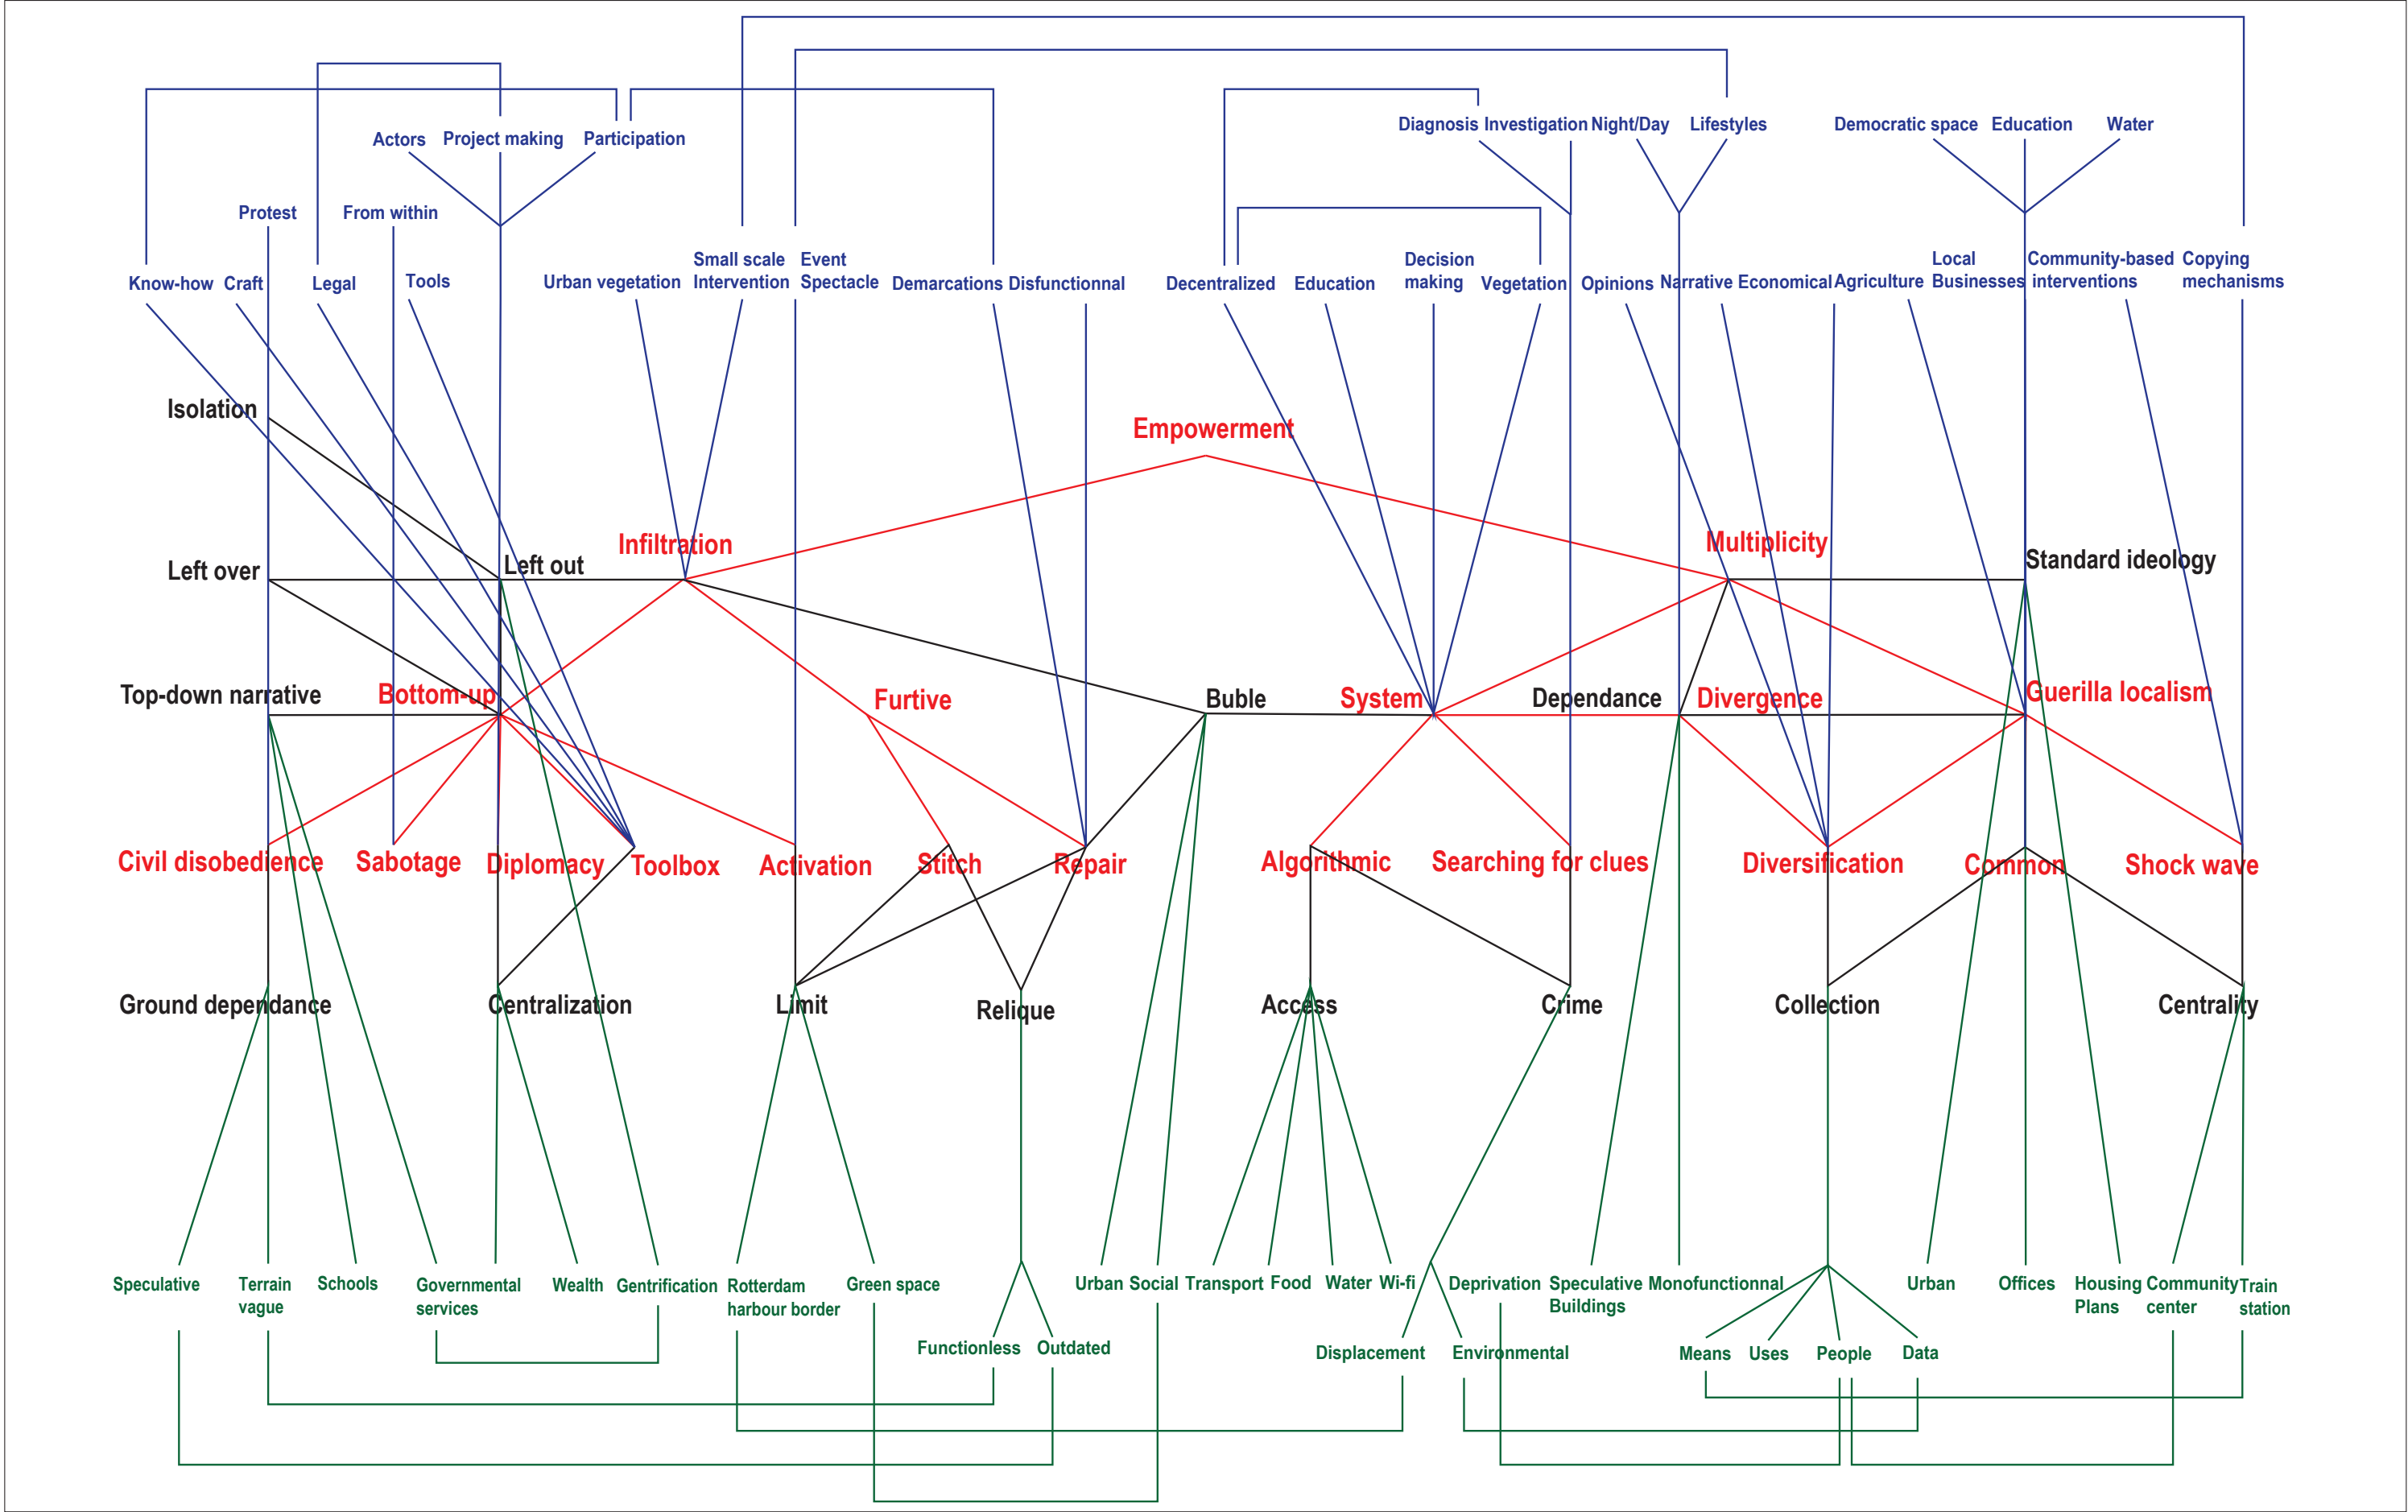 Diagnosis
Investigation
Night/Day
Lifestyles
Democratic space
Education
Water
Actors
Project making
Participation
Protest
From within
Know-how
Craft
Legal
Tools
Urban vegetation
Small scale
Intervention
Event
Spectacle
Demarcations
Disfunctionnal
Decentralized
Education
Decision
making
Vegetation
Opinions
Narrative
Economical
Agriculture
Local
Businesses
Community-based
interventions
Copying
mechanisms
Isolation
Empowerment
Infiltration
Multiplicity
Left over
Left out
Standard ideology
Top-down narrative
Bottom-up
Furtive
Buble
System
Dependance
Divergence
Guerilla localism
Civil disobedience
Sabotage
Diplomacy
Toolbox
Activation
Stitch
Repair
Algorithmic
Searching for clues
Diversification
Common
Shock wave
Ground dependance
Centralization
Limit
Relique
Access
Crime
Collection
Centrality
Speculative
Terrain
vague
Schools
Governmental
services
Wealth
Gentrification
Rotterdam
harbour border
Green space
Urban
Social
Transport
Food
Water
Wi-fi
Deprivation
Speculative
Buildings
Monofunctionnal
Urban
Offices
Housing
Plans
Community
center
Train
station
Functionless
Outdated
Displacement
Environmental
Means
Uses
People
Data